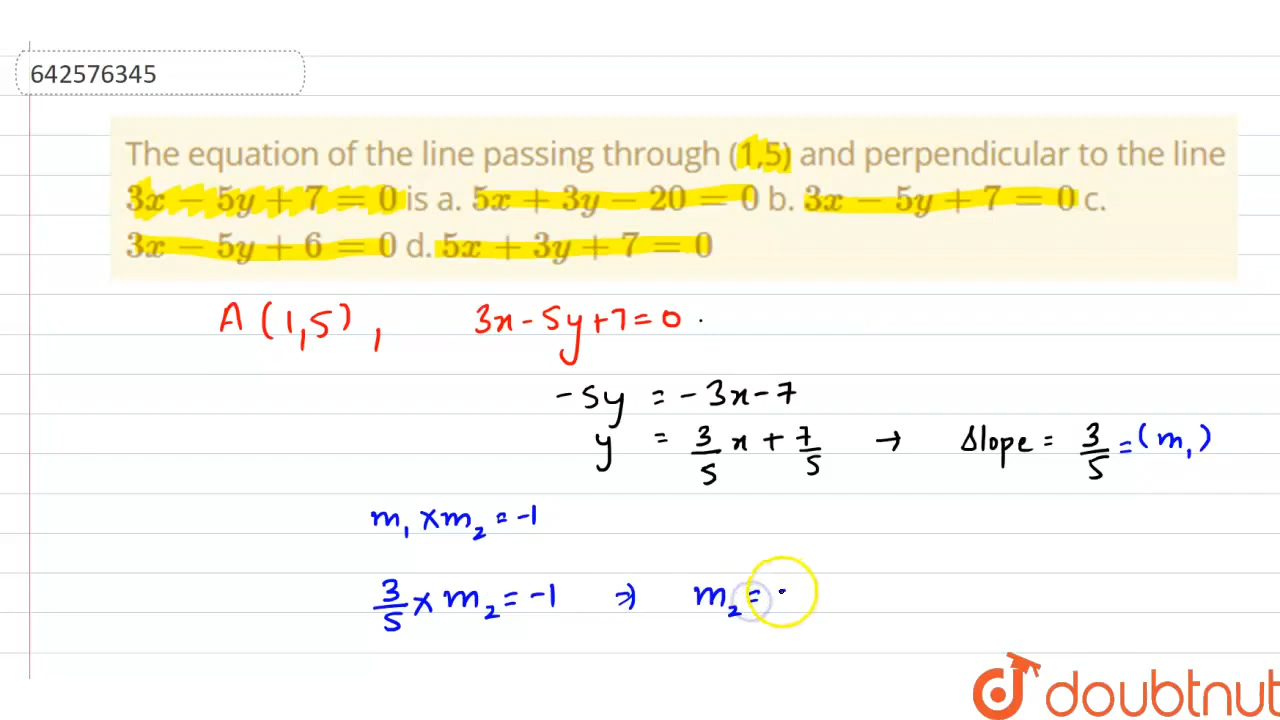 642576345
The equation of the line passing through (1,5) and perpendicular to the line
3x − 5y + 7 = 0 is a. 5x + 3y − 20 = 0 b. 3x − 5y + 7 = 0 c.
3x − 5y + 6 = 0 d. 5x + 3y + 7 = 0
A (1,5), 3x - 5y + 7 = 0
-5y = -3x - 7
y = 3/5 x + 7/5 → Slope = 3/5 = (m₁)
m₁ × m₂ = -1
3/5 × m₂ = -1 ⇒ m₂ =
doubtnut